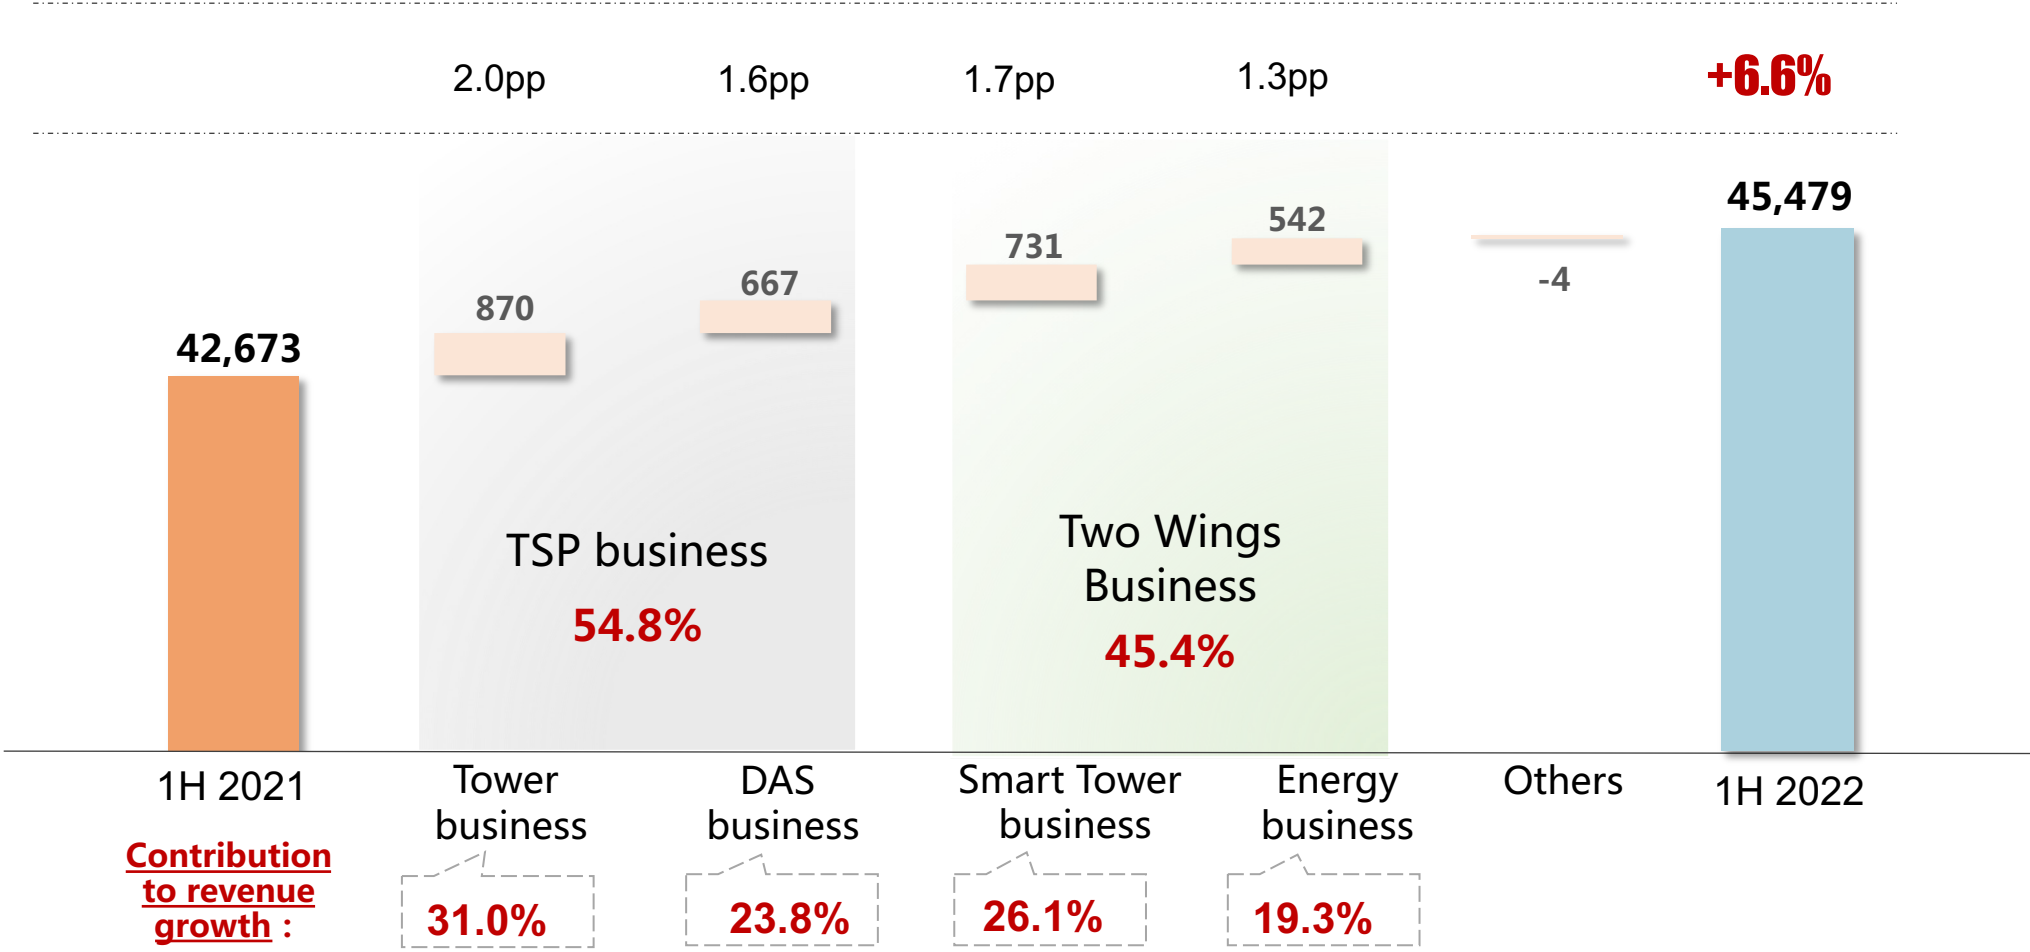 2.0pp 1.6pp 1.7pp 1.3pp +6.6%
42,673 870 667 731 542 -4 45,479
TSP business
54.8%
Two Wings
Business
45.4%
1H 2021
Tower
business
DAS
business
Smart Tower
business
Energy
business
Others
1H 2022
Contribution
to revenue
growth :
31.0% 23.8% 26.1% 19.3%